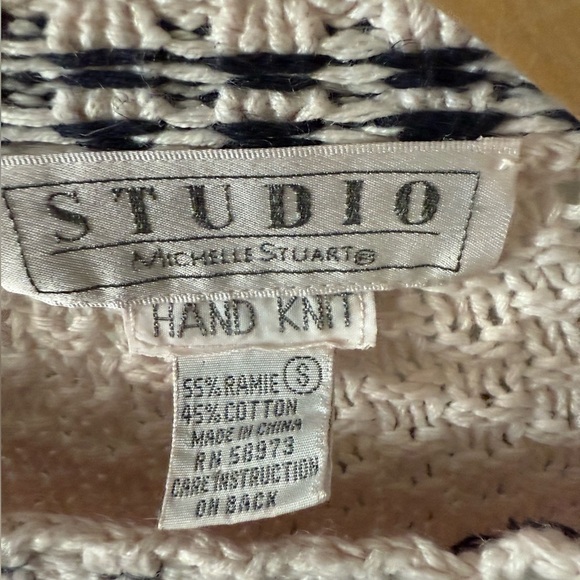 STUDIO
MICHELLE STUART®
HAND KNIT
55% RAMIE S
45% COTTON
MADE IN CHINA
RN 58973
CARE INSTRUCTION
ON BACK